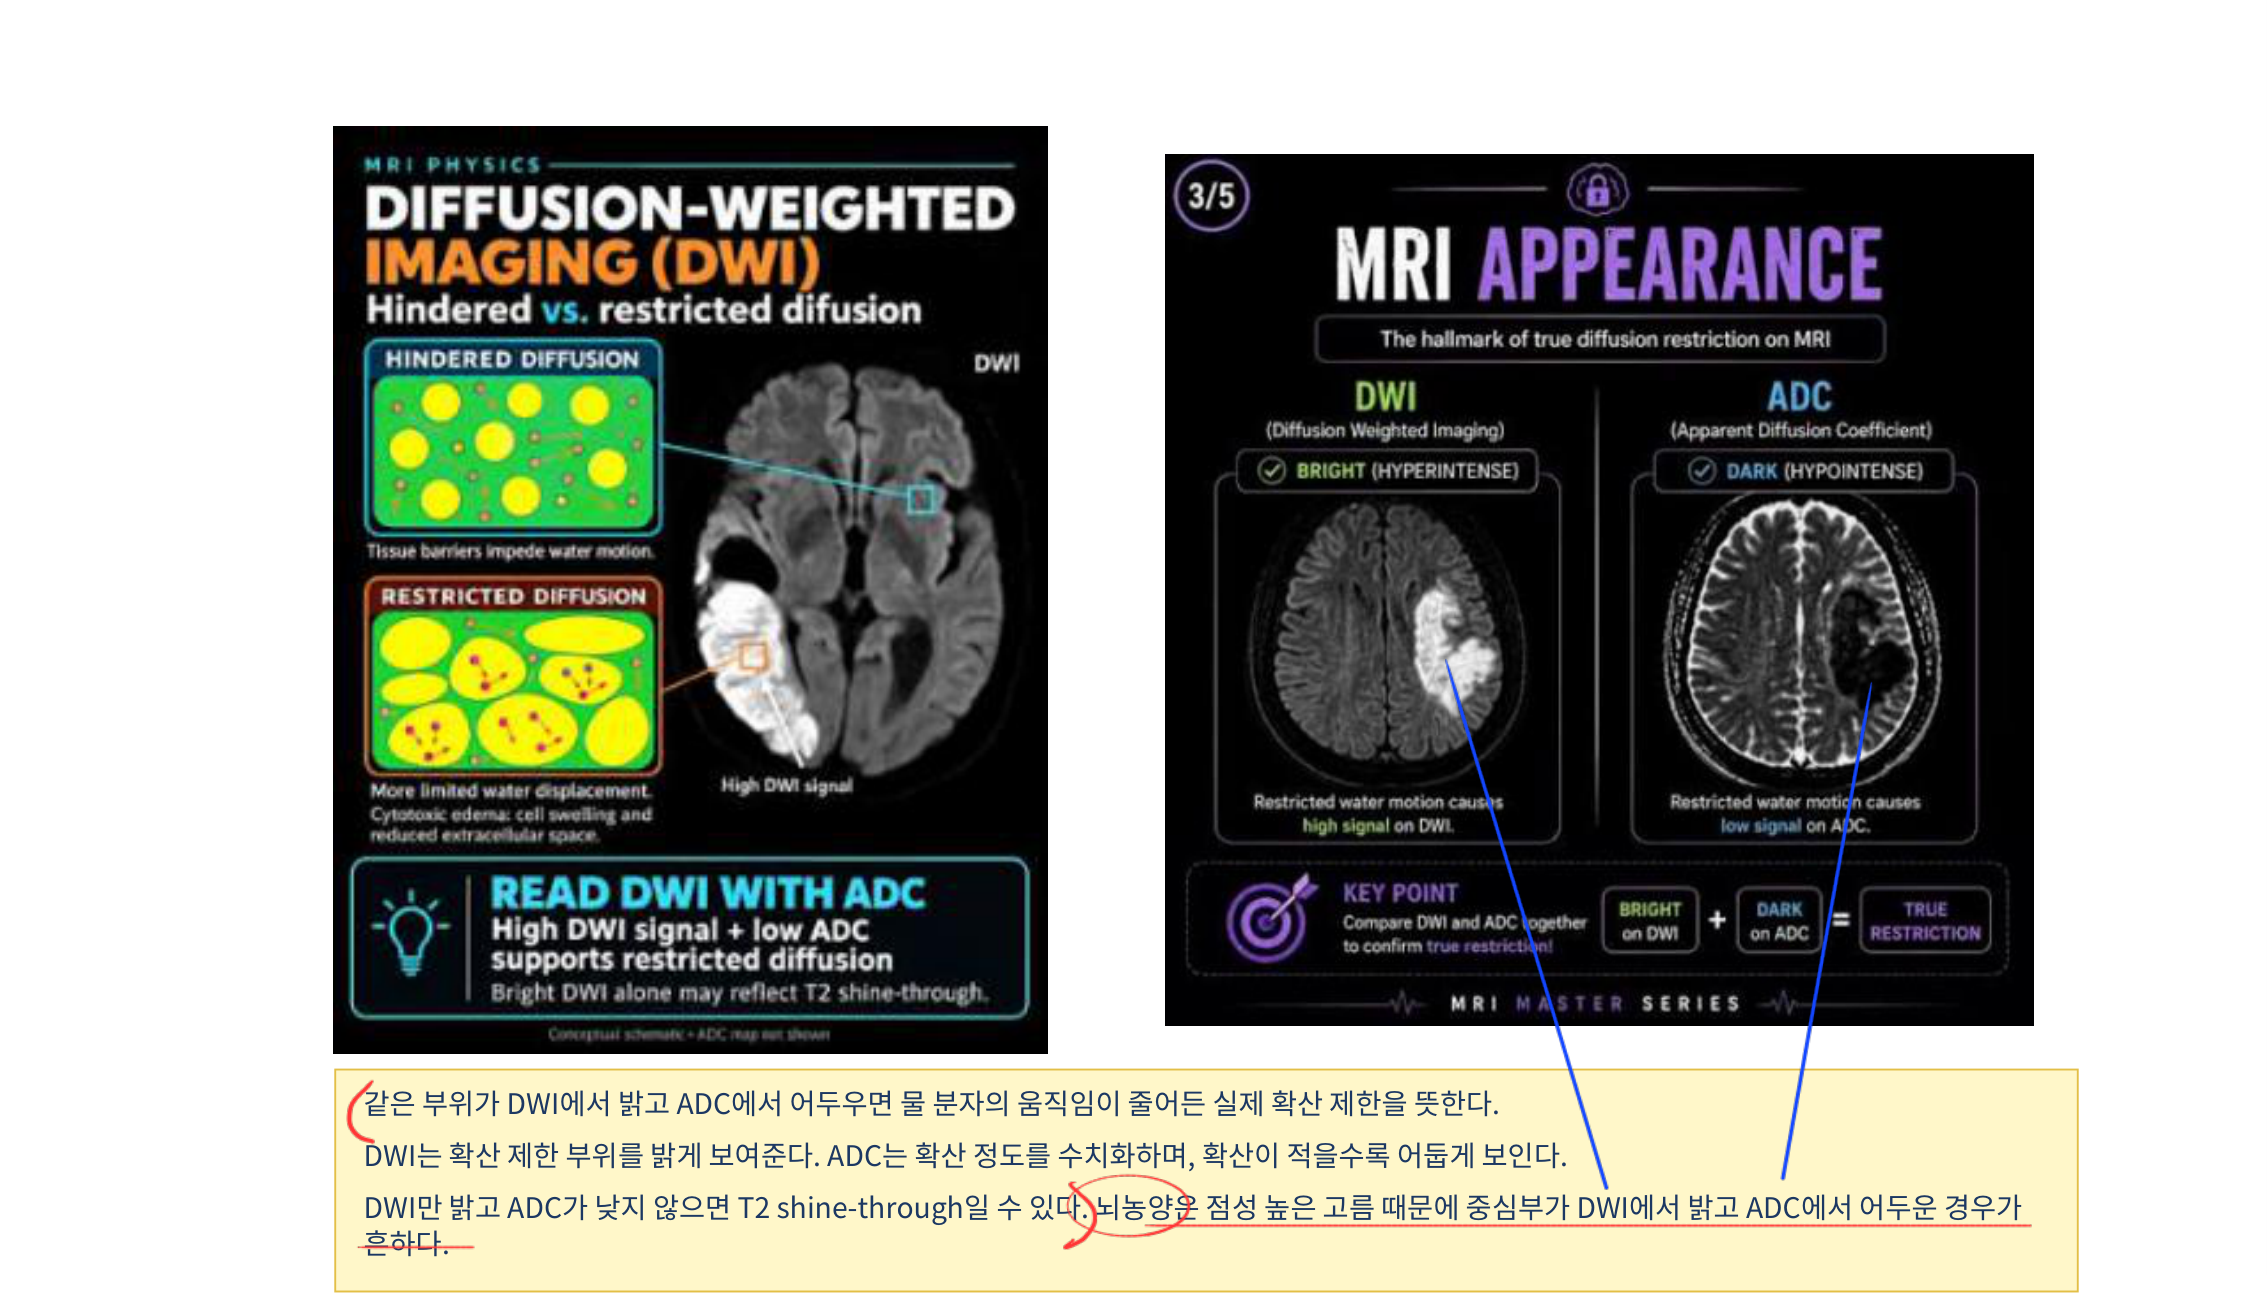 MRI PHYSICS
DIFFUSION-WEIGHTED
IMAGING (DWI)
Hindered vs. restricted difusion
HINDERED DIFFUSION
DWI
Tissue barriers impede water motion.
RESTRICTED DIFFUSION
High DWI signal
More limited water displacement.
Cytotoxic edema: cell swelling and
reduced extracellular space.
READ DWI WITH ADC
High DWI signal + low ADC
supports restricted diffusion
Bright DWI alone may reflect T2 shine-through.
Conceptual schematic • ADC map not shown
3/5
MRI APPEARANCE
The hallmark of true diffusion restriction on MRI
DWI
(Diffusion Weighted Imaging)
BRIGHT (HYPERINTENSE)
Restricted water motion causes
high signal on DWI.
ADC
(Apparent Diffusion Coefficient)
DARK (HYPOINTENSE)
Restricted water motion causes
low signal on ADC.
KEY POINT
Compare DWI and ADC together
to confirm true restriction!
BRIGHT
on DWI
+
DARK
on ADC
=
TRUE
RESTRICTION
MRI MASTER SERIES
같은 부위가 DWI에서 밝고 ADC에서 어두우면 물 분자의 움직임이 줄어든 실제 확산 제한을 뜻한다.
DWI는 확산 제한 부위를 밝게 보여준다. ADC는 확산 정도를 수치화하며, 확산이 적을수록 어둡게 보인다.
DWI만 밝고 ADC가 낮지 않으면 T2 shine-through일 수 있다. 뇌농양은 점성 높은 고름 때문에 중심부가 DWI에서 밝고 ADC에서 어두운 경우가
흔하다.